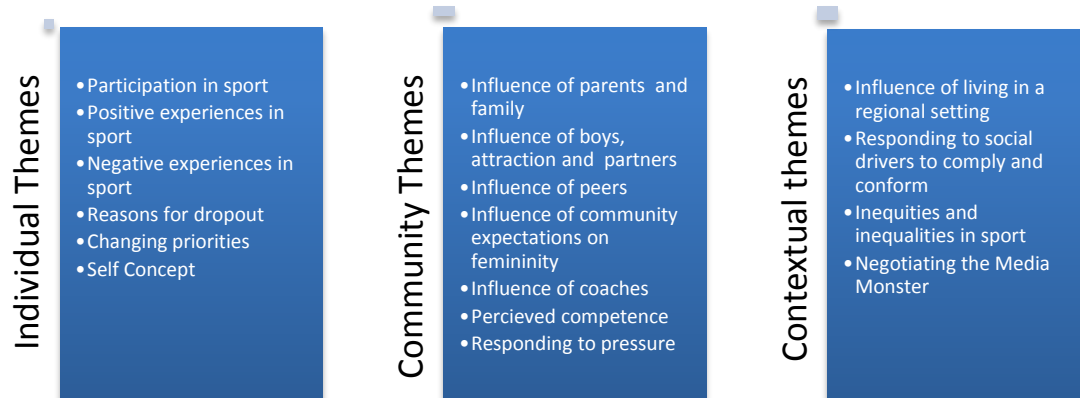 Individual Themes
•Participation in sport
•Positive experiences in
sport
•Negative experiences in
sport
•Reasons for dropout
•Changing priorities
•Self Concept
Community Themes
•Influence of parents and
family
•Influence of boys,
attraction and partners
•Influence of peers
•Influence of community
expectations on
femininity
•Influence of coaches
•Percieved competence
•Responding to pressure
Contextual themes
•Influence of living in a
regional setting
•Responding to social
drivers to comply and
conform
•Inequities and
inequalities in sport
•Negotiating the Media
Monster